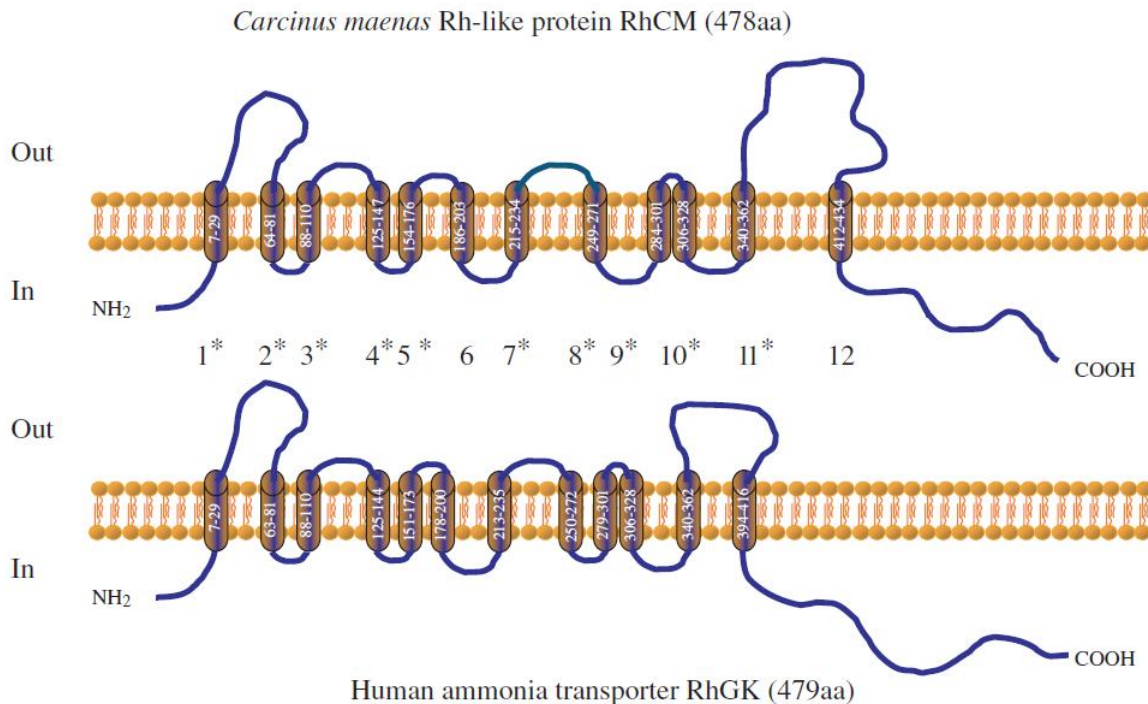 Carcinus maenas Rh-like protein RhCM (478aa)
Out
7-29 64-81 88-110 125-147 154-176 186-203 215-234 249-271 284-301 306-328 340-362 412-434
In
NH2
COOH
1* 2* 3* 4* 5* 6 7* 8* 9* 10* 11* 12
Out
7-29 63-81 88-110 125-144 151-173 178-200 213-235 250-272 279-301 306-328 340-362 394-416
In
NH2
COOH
Human ammonia transporter RhGK (479aa)